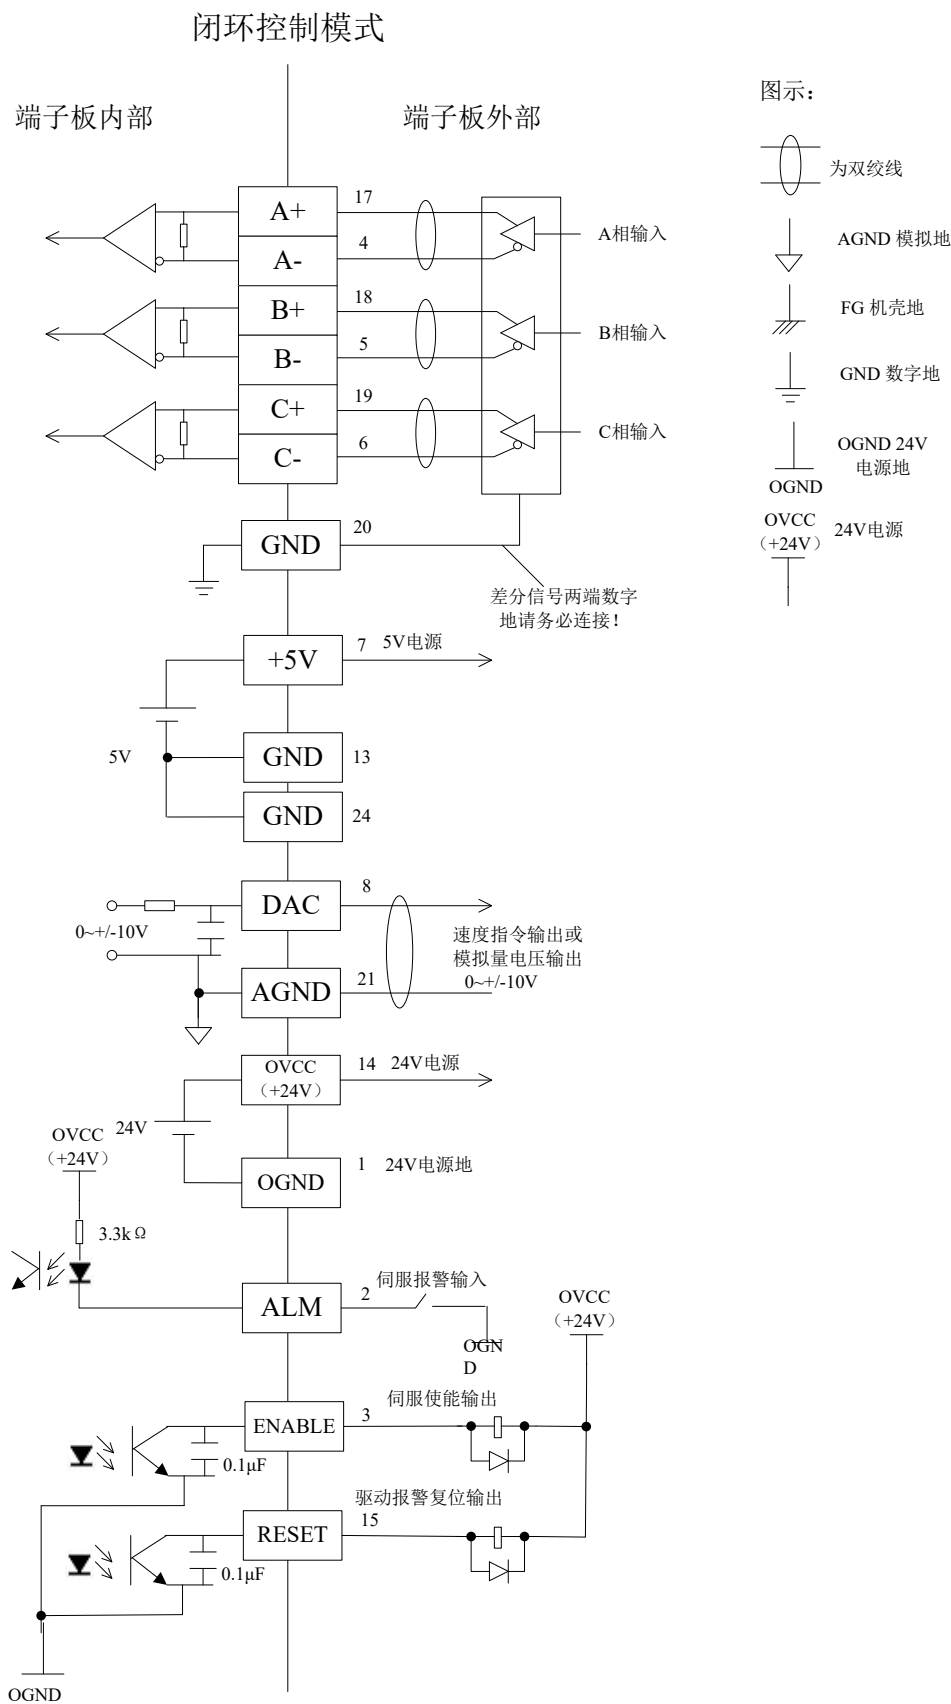 闭环控制模式
端子板内部
端子板外部
图示：
为双绞线
AGND 模拟地
FG 机壳地
GND 数字地
OGND 24V
电源地
OGND
OVCC
（+24V）
24V电源
A+
17
A相输入
A-
4
B+
18
B相输入
B-
5
C+
19
C相输入
C-
6
GND
20
差分信号两端数字
地请务必连接！
+5V
7
5V电源
5V
GND
13
GND
24
DAC
8
0~+/-10V
速度指令输出或
模拟量电压输出
0~+/-10V
AGND
21
OVCC
（+24V）
14
24V电源
24V
OVCC
（+24V）
OGND
1
24V电源地
3.3kΩ
ALM
2
伺服报警输入
OGN
D
OVCC
（+24V）
伺服使能输出
ENABLE
3
0.1μF
驱动报警复位输出
RESET
15
0.1μF
OGND